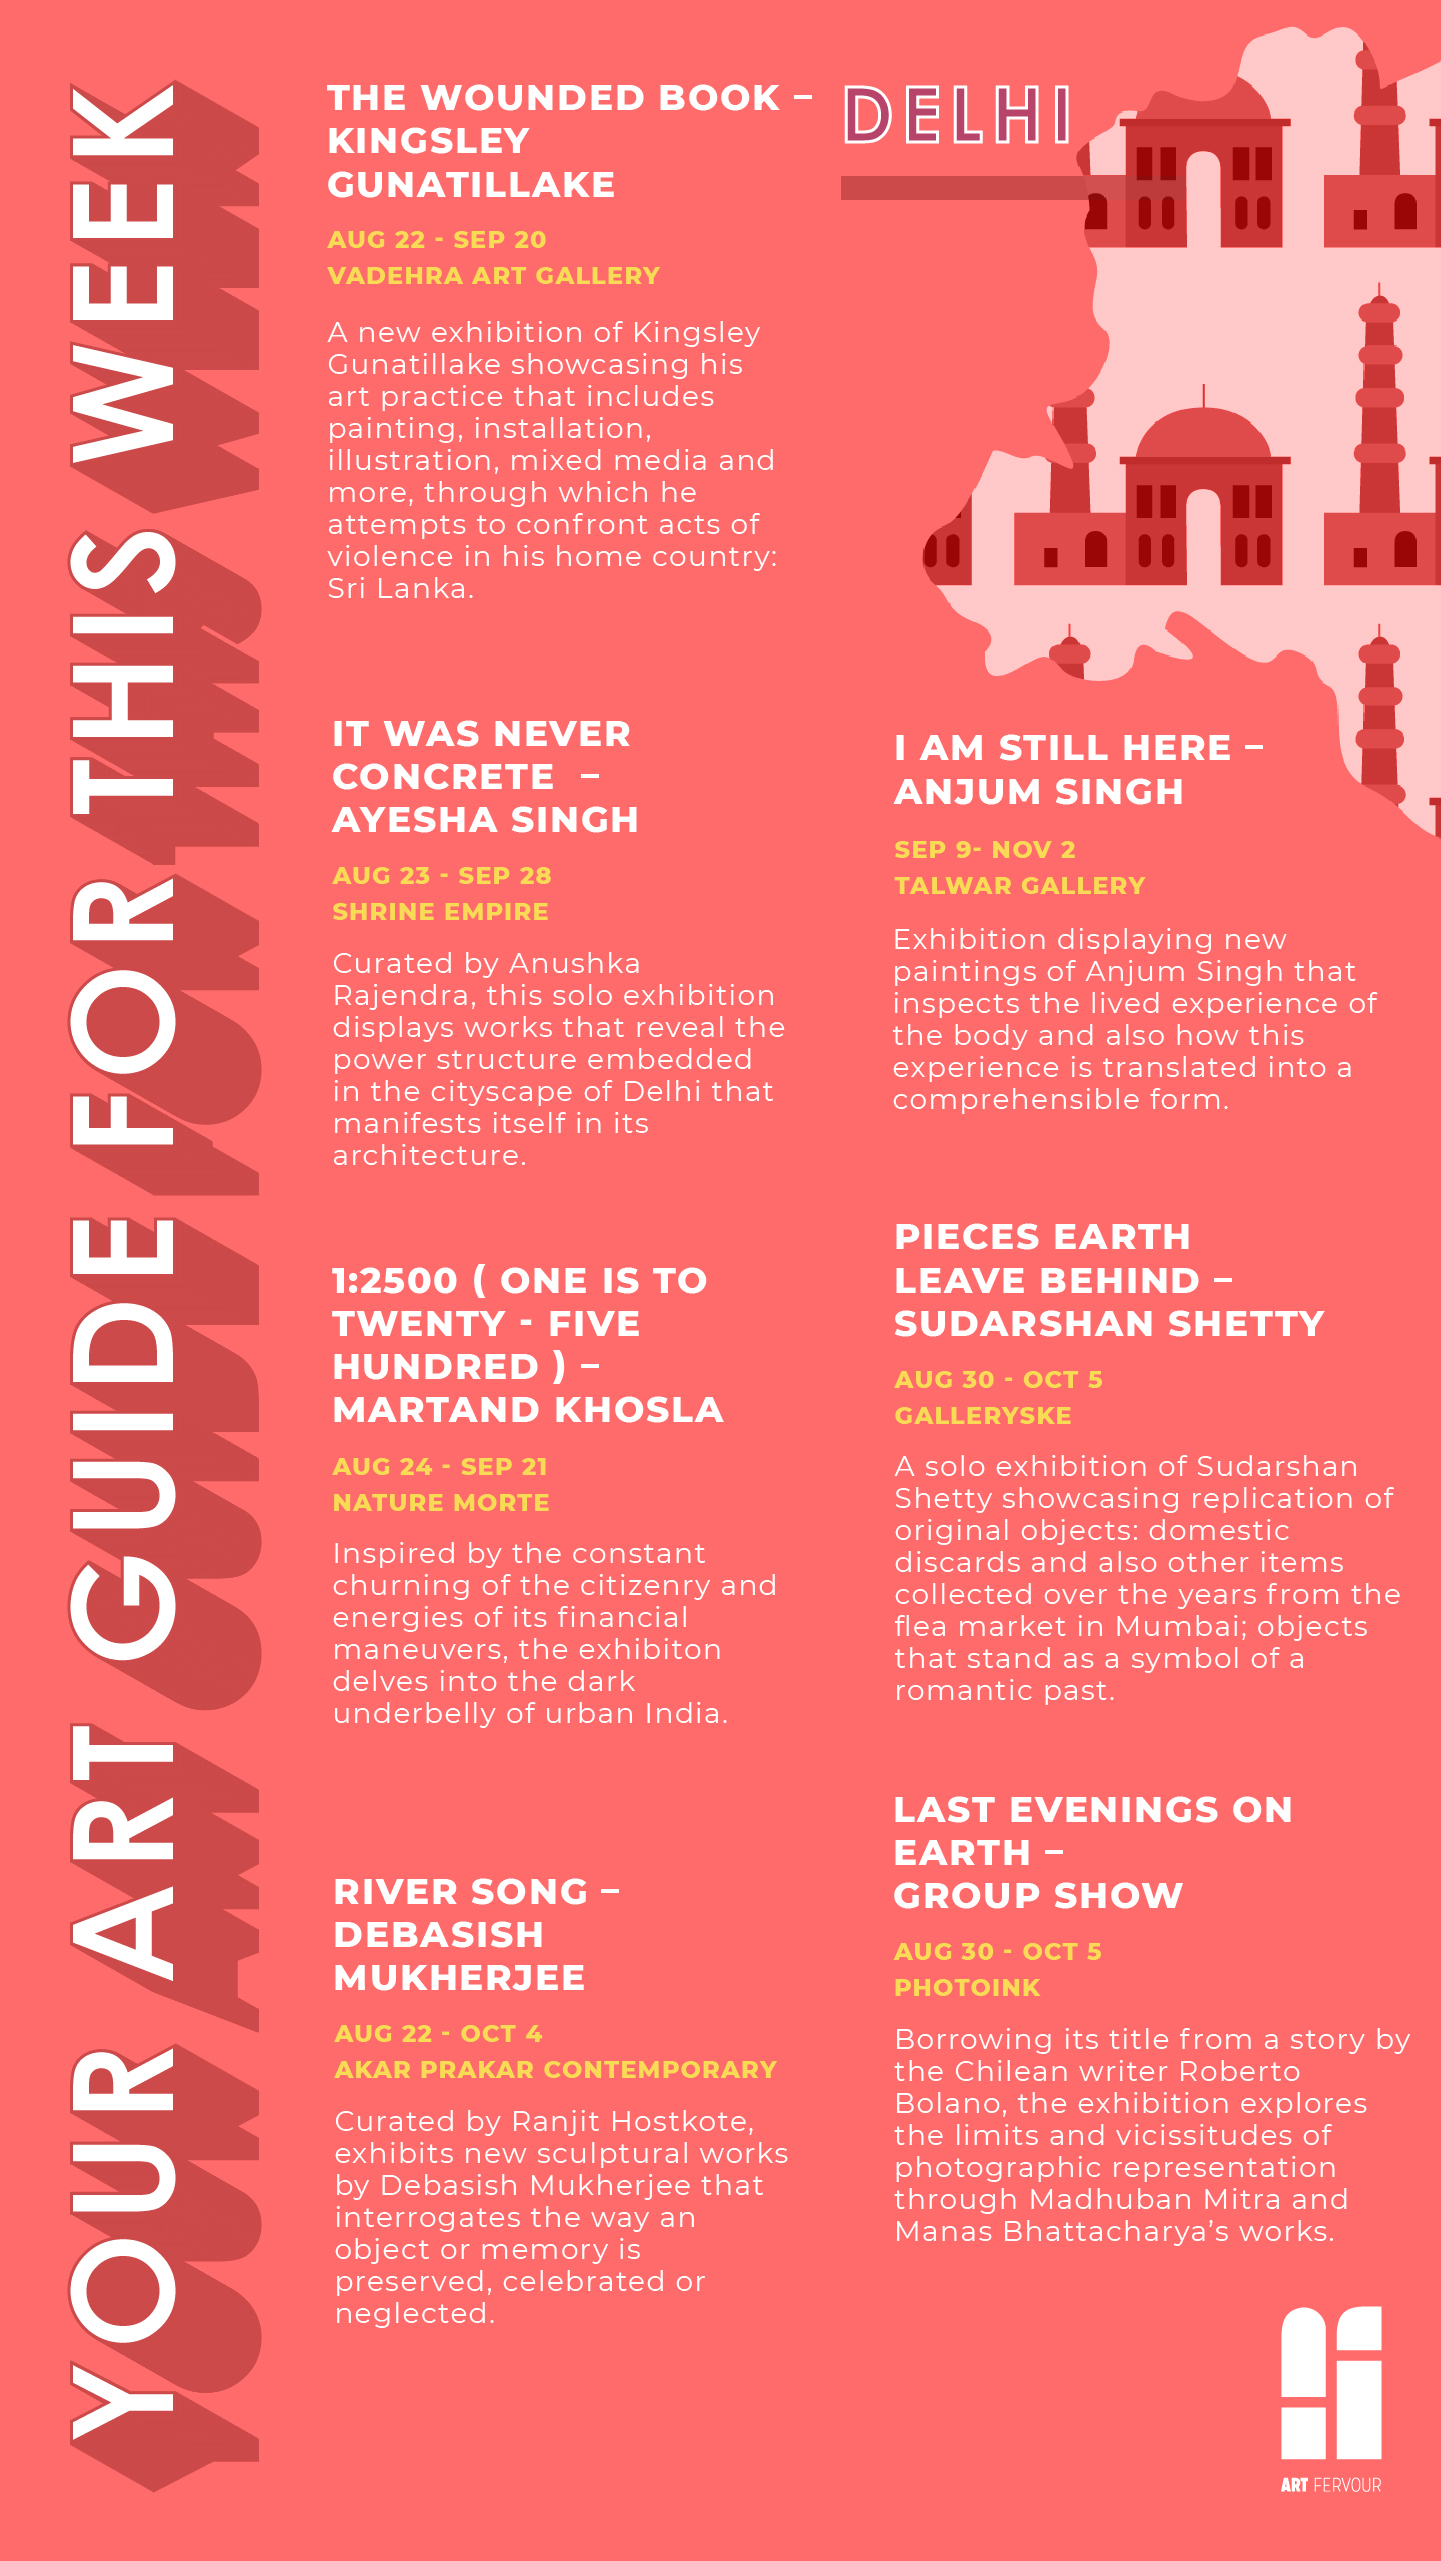 YOUR ART GUIDE FOR THIS WEEK
DELHI
THE WOUNDED BOOK –
KINGSLEY
GUNATILLAKE
AUG 22 - SEP 20
VADEHRA ART GALLERY
A new exhibition of Kingsley
Gunatillake showcasing his
art practice that includes
painting, installation,
illustration, mixed media and
more, through which he
attempts to confront acts of
violence in his home country:
Sri Lanka.
IT WAS NEVER
CONCRETE –
AYESHA SINGH
AUG 23 - SEP 28
SHRINE EMPIRE
Curated by Anushka
Rajendra, this solo exhibition
displays works that reveal the
power structure embedded
in the cityscape of Delhi that
manifests itself in its
architecture.
1:2500 ( ONE IS TO
TWENTY - FIVE
HUNDRED ) –
MARTAND KHOSLA
AUG 24 - SEP 21
NATURE MORTE
Inspired by the constant
churning of the citizenry and
energies of its financial
maneuvers, the exhibiton
delves into the dark
underbelly of urban India.
RIVER SONG –
DEBASISH
MUKHERJEE
AUG 22 - OCT 4
AKAR PRAKAR CONTEMPORARY
Curated by Ranjit Hostkote,
exhibits new sculptural works
by Debasish Mukherjee that
interrogates the way an
object or memory is
preserved, celebrated or
neglected.
I AM STILL HERE –
ANJUM SINGH
SEP 9- NOV 2
TALWAR GALLERY
Exhibition displaying new
paintings of Anjum Singh that
inspects the lived experience of
the body and also how this
experience is translated into a
comprehensible form.
PIECES EARTH
LEAVE BEHIND –
SUDARSHAN SHETTY
AUG 30 - OCT 5
GALLERYSKE
A solo exhibition of Sudarshan
Shetty showcasing replication of
original objects: domestic
discards and also other items
collected over the years from the
flea market in Mumbai; objects
that stand as a symbol of a
romantic past.
LAST EVENINGS ON
EARTH –
GROUP SHOW
AUG 30 - OCT 5
PHOTOINK
Borrowing its title from a story by
the Chilean writer Roberto
Bolano, the exhibition explores
the limits and vicissitudes of
photographic representation
through Madhuban Mitra and
Manas Bhattacharya’s works.
ART FERVOUR